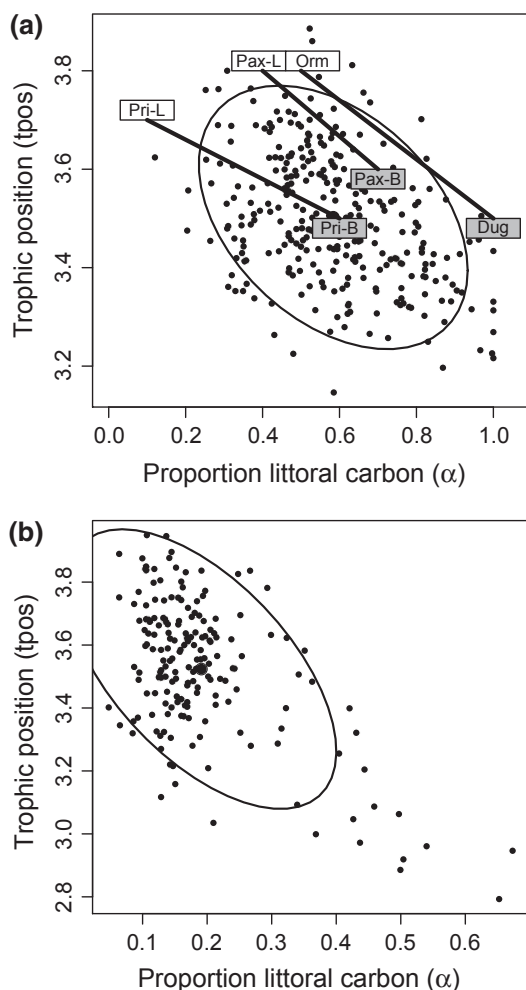 (a)
Trophic position (tpos)
3.8
3.6
3.4
3.2
Pax-L Orm
Pri-L
Pax-B
Pri-B Dug
0.0 0.2 0.4 0.6 0.8 1.0
Proportion littoral carbon (α)
(b)
Trophic position (tpos)
3.8
3.6
3.4
3.2
3.0
2.8
0.1 0.2 0.3 0.4 0.5 0.6
Proportion littoral carbon (α)